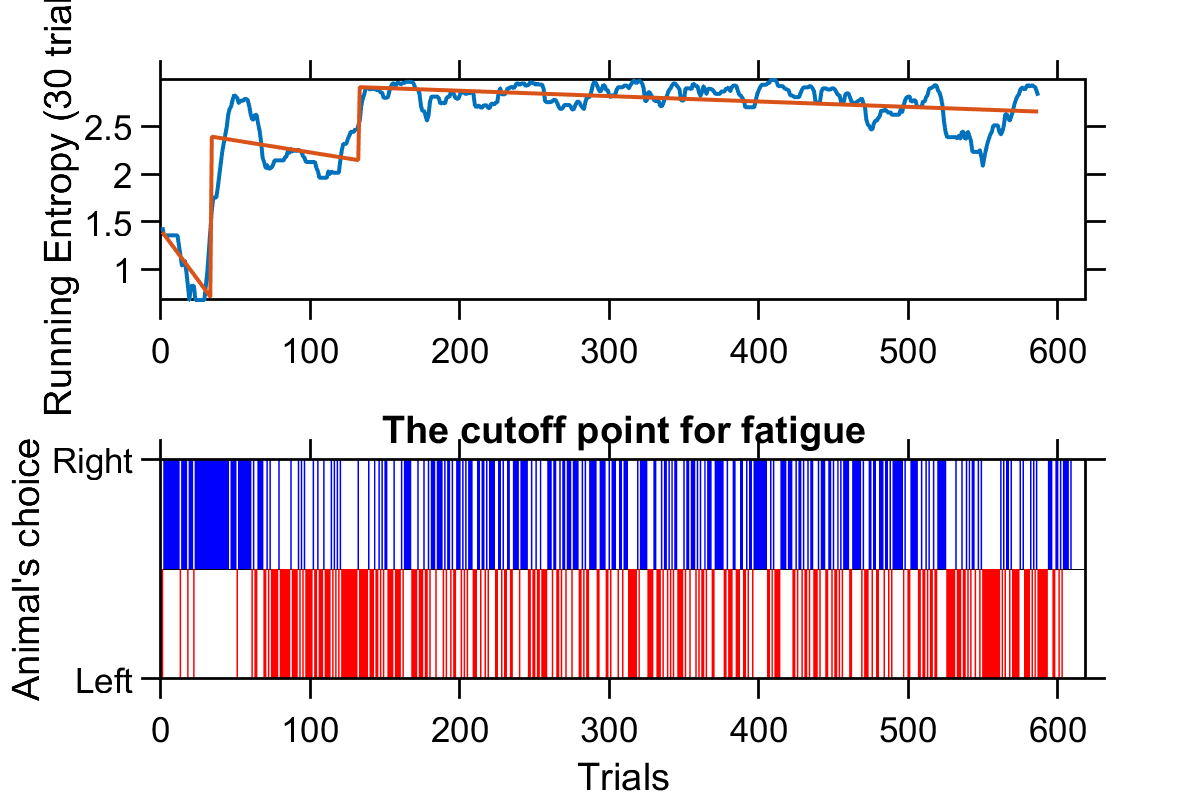 Running Entropy (30 trial
2.5
2
1.5
1
0 100 200 300 400 500 600
The cutoff point for fatigue
Animal's choice
Right
Left
0 100 200 300 400 500 600
Trials